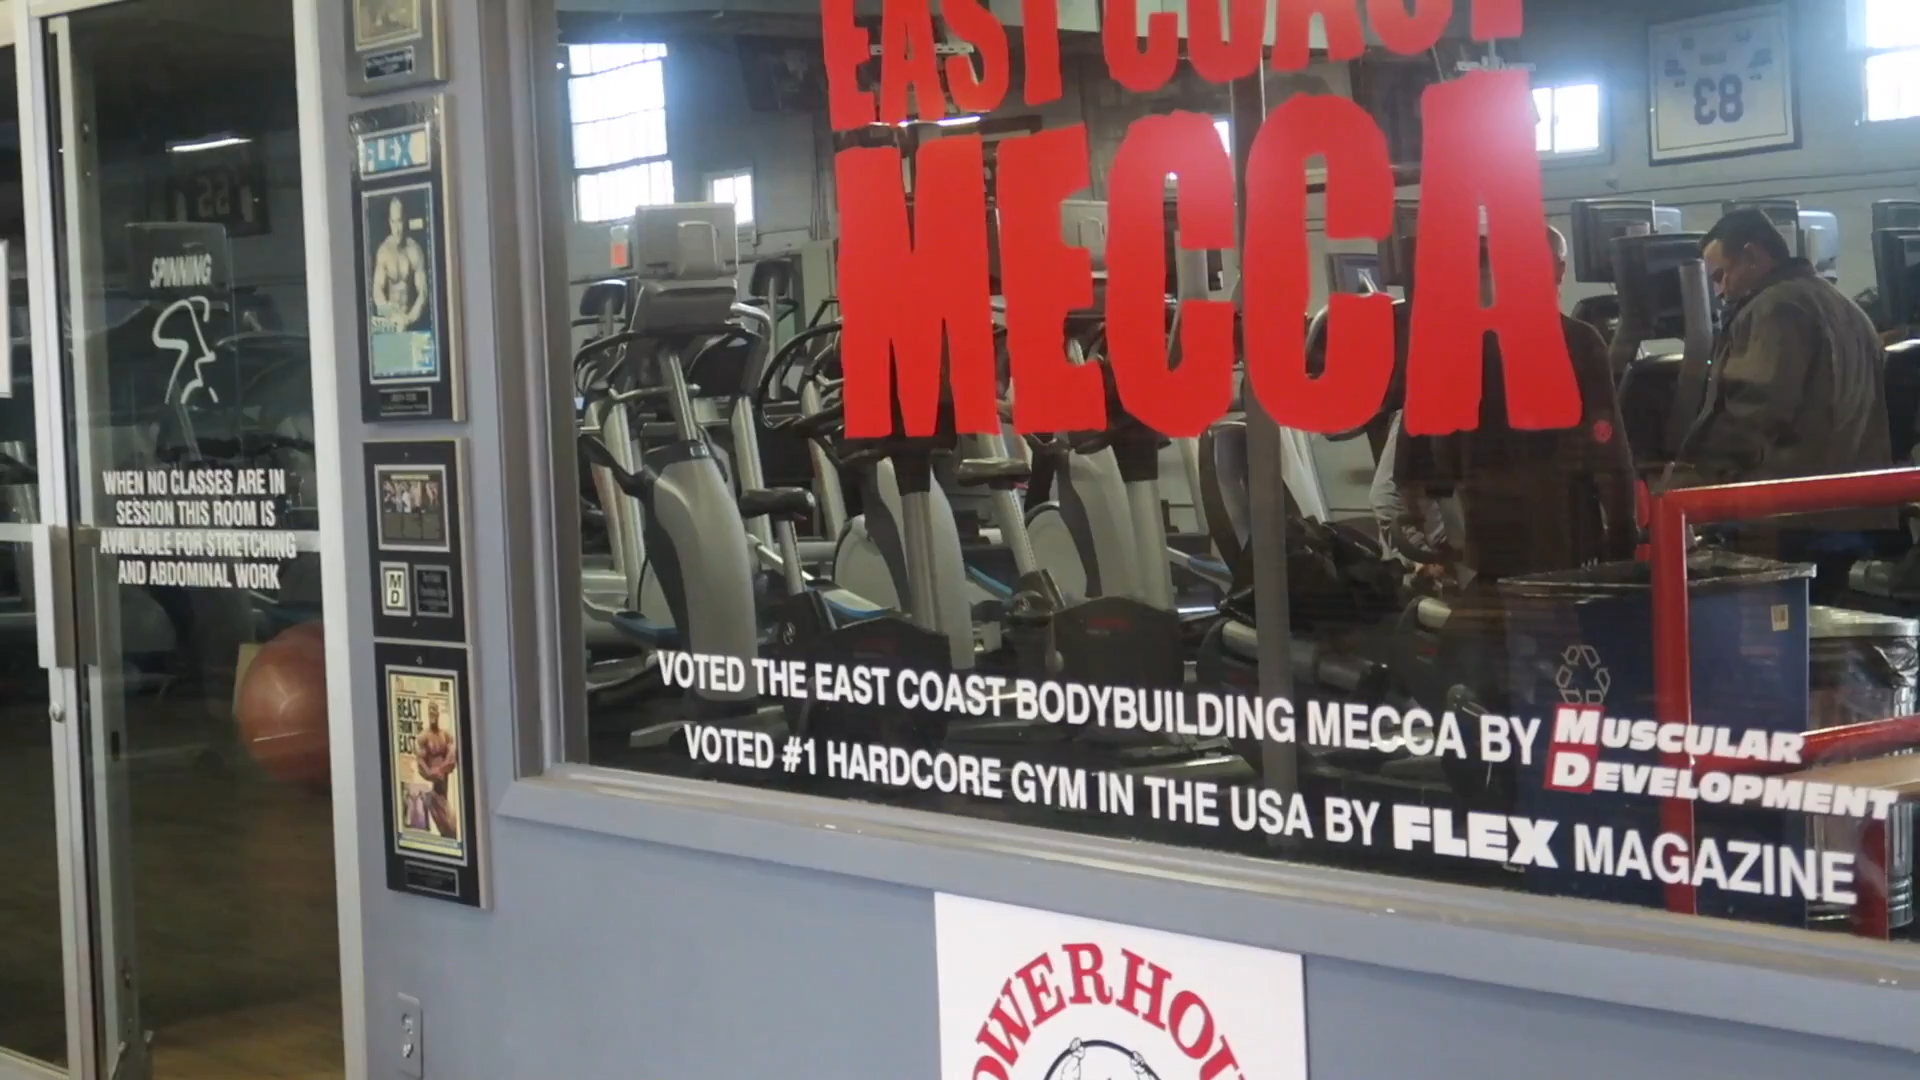 EAST COAST
MECCA
VOTED THE EAST COAST BODYBUILDING MECCA BY MUSCULAR DEVELOPMENT
VOTED #1 HARDCORE GYM IN THE USA BY FLEX MAGAZINE
SPINNING
WHEN NO CLASSES ARE IN
SESSION THIS ROOM IS
AVAILABLE FOR STRETCHING
AND ABDOMINAL WORK
FLEX
M
D
BEAST
FROM THE
EAST
83
55
OWERHOU